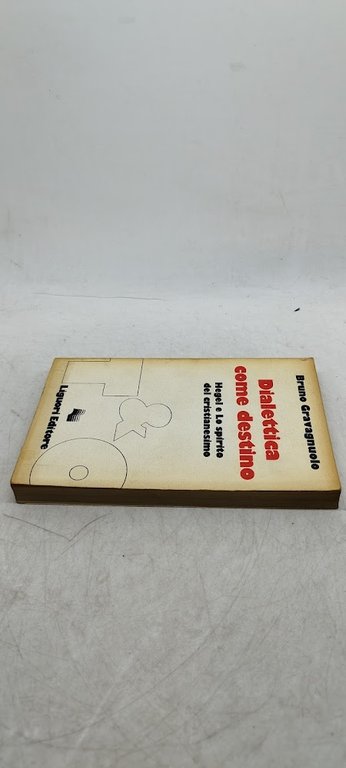 Bruno Gravagnuolo
Dialettica
come destino
Hegel e Lo spirito
del cristianesimo
Liguori Editore